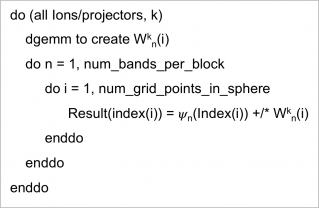 do (all Ions/projectors, k)
dgemm to create Wᵏₙ(i)
do n = 1, num_bands_per_block
do i = 1, num_grid_points_in_sphere
Result(index(i)) = ψₙ(Index(i)) +/* Wᵏₙ(i)
enddo
enddo
enddo